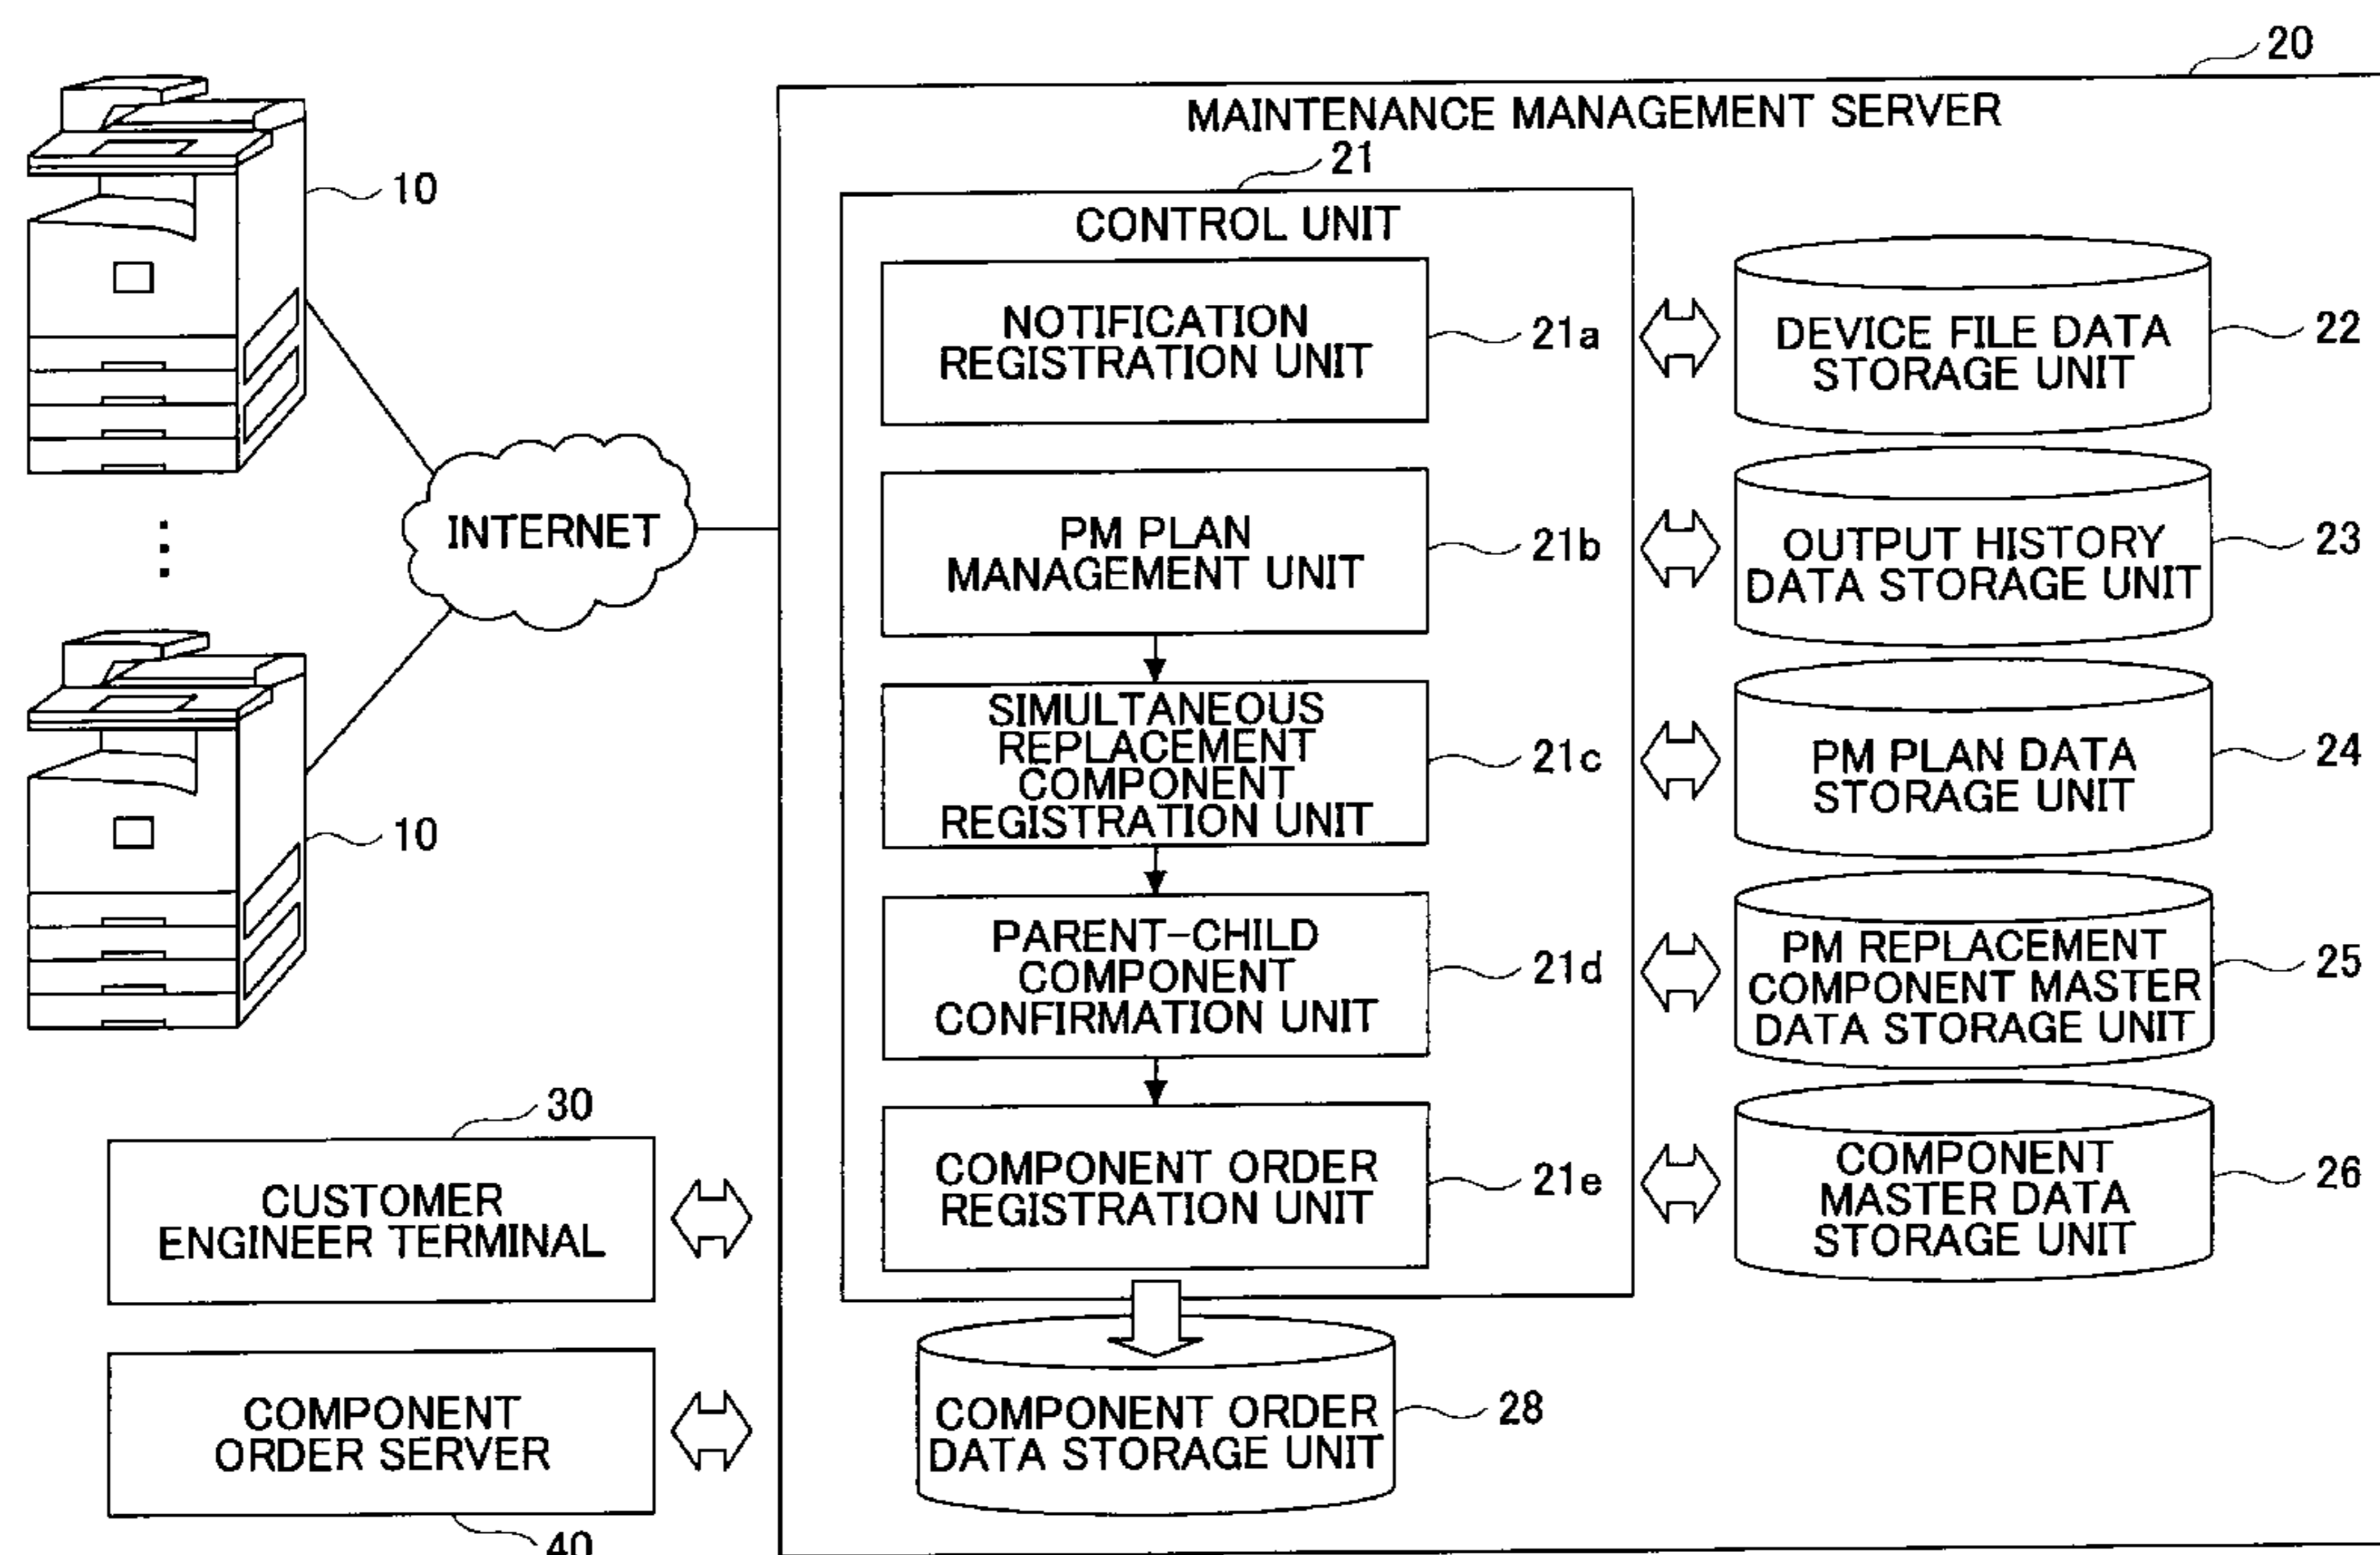 20
MAINTENANCE MANAGEMENT SERVER
21
10
CONTROL UNIT
NOTIFICATION
REGISTRATION UNIT
21a
DEVICE FILE DATA
STORAGE UNIT
22
INTERNET
PM PLAN
MANAGEMENT UNIT
21b
OUTPUT HISTORY
DATA STORAGE UNIT
23
SIMULTANEOUS
REPLACEMENT
COMPONENT
REGISTRATION UNIT
21c
PM PLAN DATA
STORAGE UNIT
24
10
PARENT-CHILD
COMPONENT
CONFIRMATION UNIT
21d
PM REPLACEMENT
COMPONENT MASTER
DATA STORAGE UNIT
25
30
CUSTOMER
ENGINEER TERMINAL
COMPONENT ORDER
REGISTRATION UNIT
21e
COMPONENT
MASTER DATA
STORAGE UNIT
26
COMPONENT
ORDER SERVER
40
COMPONENT ORDER
DATA STORAGE UNIT
28